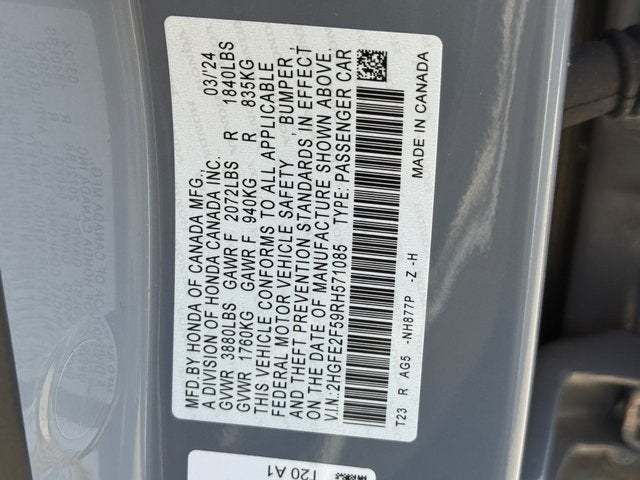 MFD.BY HONDA OF CANADA MFG., 03/'24
A DIVISION OF HONDA CANADA INC.
GVWR 3880LBS GAWR F 2072LBS R 1840LBS
GVWR 1760KG GAWR F 940KG R 835KG
THIS VEHICLE CONFORMS TO ALL APPLICABLE
FEDERAL MOTOR VEHICLE SAFETY , BUMPER ,
AND THEFT PREVENTION STANDARDS IN EFFECT
ON THE DATE OF MANUFACTURE SHOWN ABOVE.
V.I.N.:2HGFE2F59RH571085 TYPE: PASSENGER CAR
T23 R AG5 -NH877P -Z -H MADE IN CANADA
T20 A1